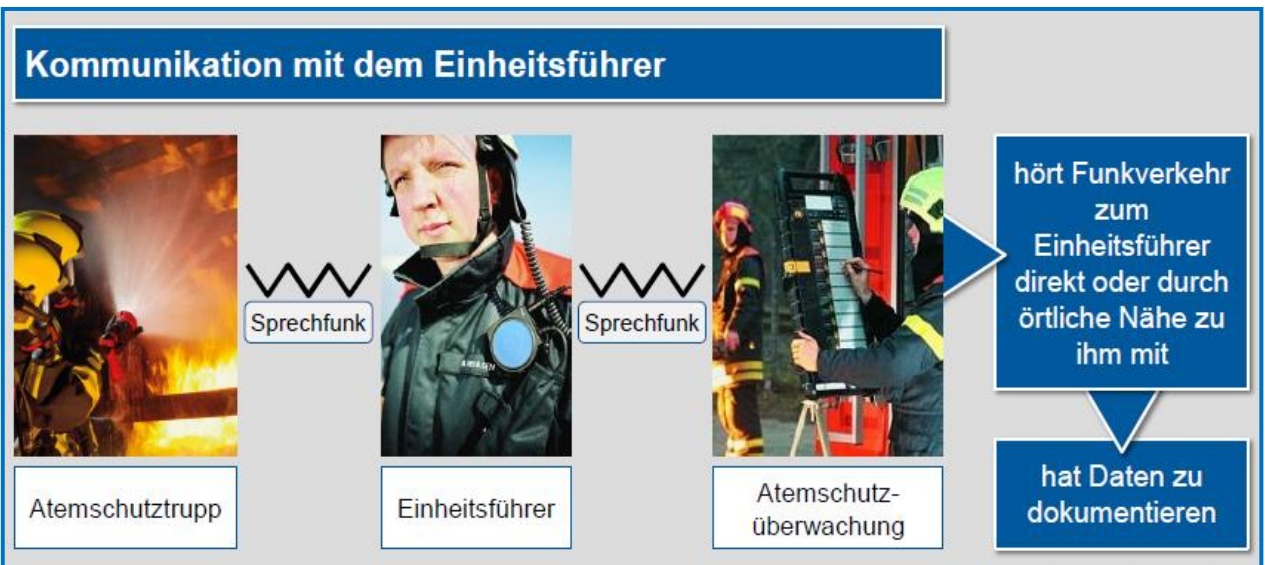 Kommunikation mit dem Einheitsführer
Sprechfunk
Sprechfunk
hört Funkverkehr
zum
Einheitsführer
direkt oder durch
örtliche Nähe zu
ihm mit
Atemschutztrupp
Einheitsführer
Atemschutz-
überwachung
hat Daten zu
dokumentieren